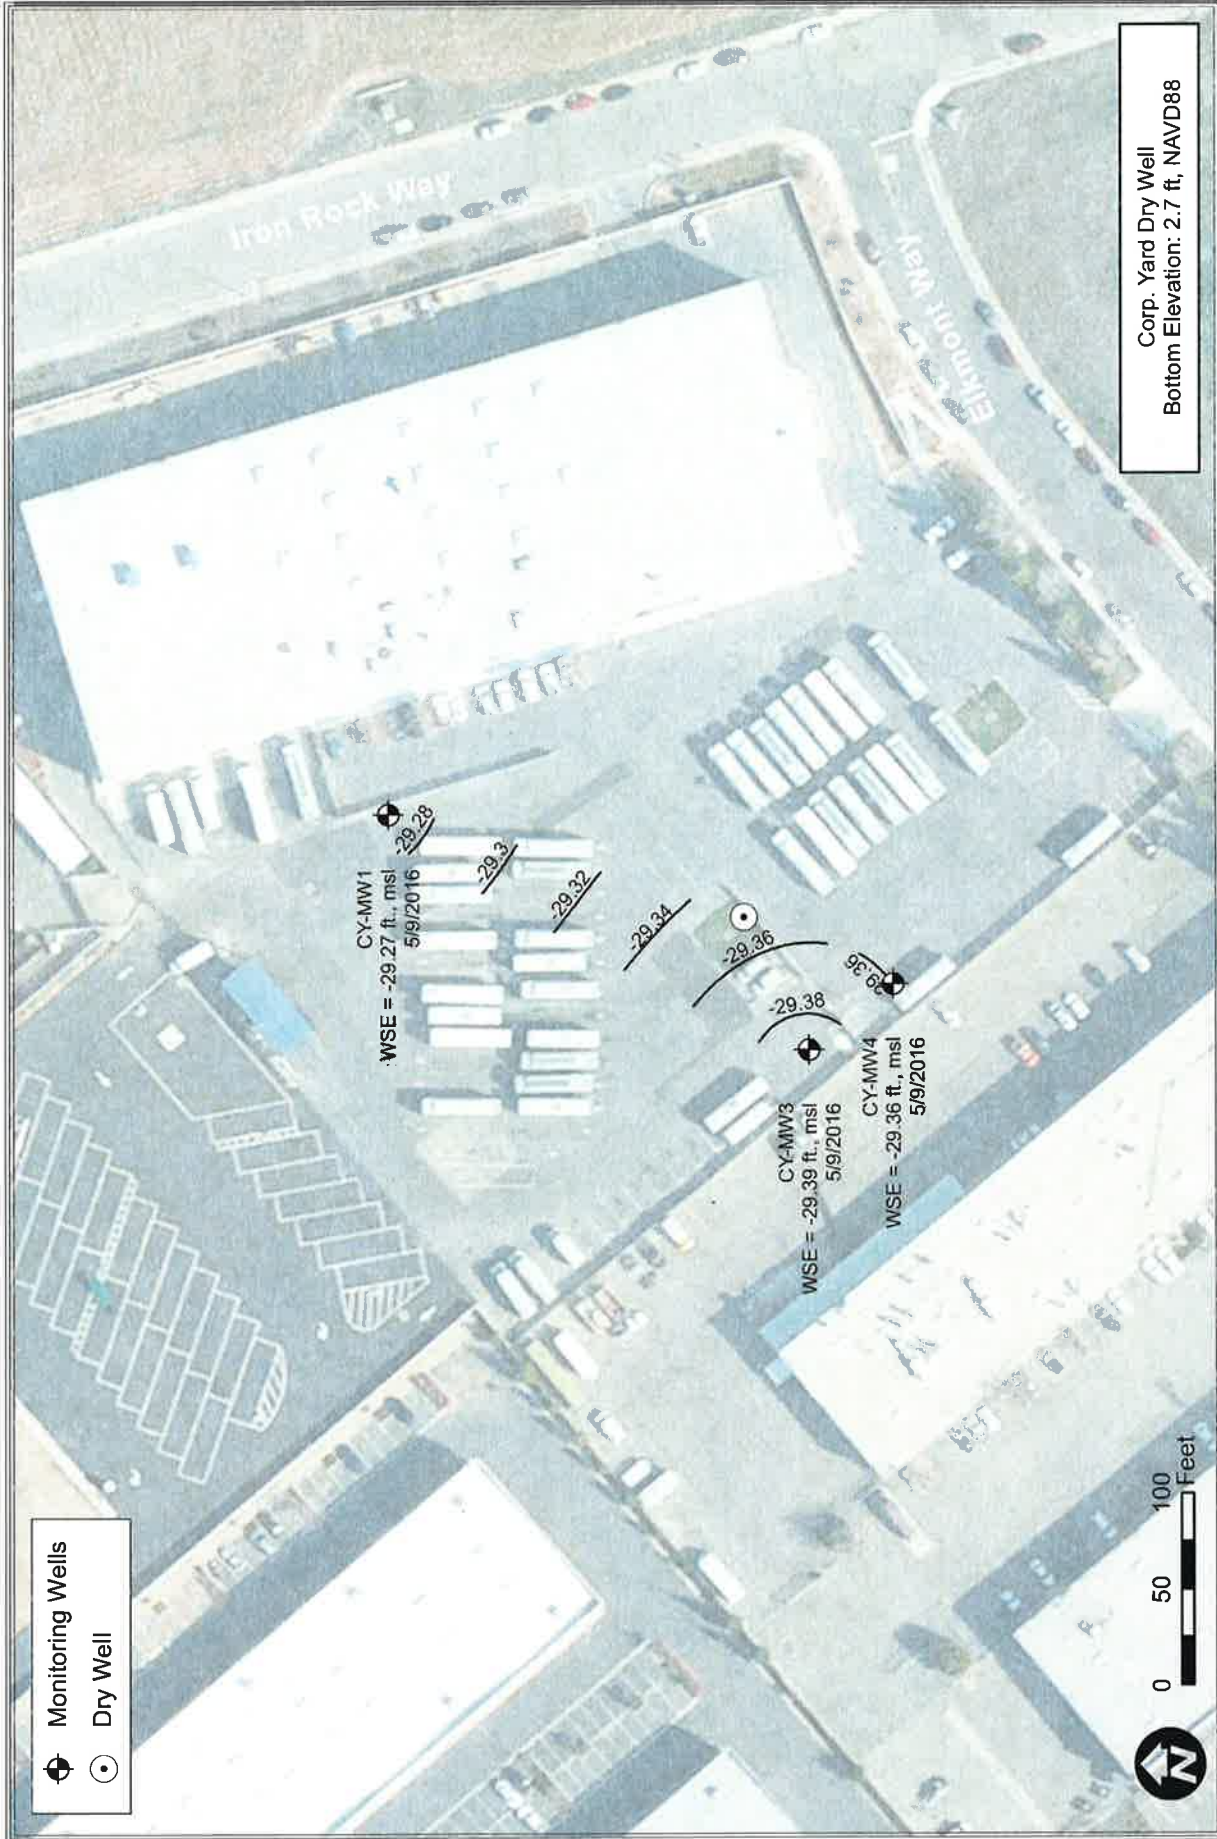 Monitoring Wells
Dry Well
Iron Rock Way
Elkmont Way
CY-MW1
WSE = -29.27 ft., msl
5/9/2016
-29.28
-29.3
-29.32
-29.34
-29.36
-29.38
-29.36
CY-MW3
WSE = -29.39 ft., msl
5/9/2016
CY-MW4
WSE = -29.36 ft., msl
5/9/2016
N
0 50 100
Feet
Corp. Yard Dry Well
Bottom Elevation: 2.7 ft, NAVD88